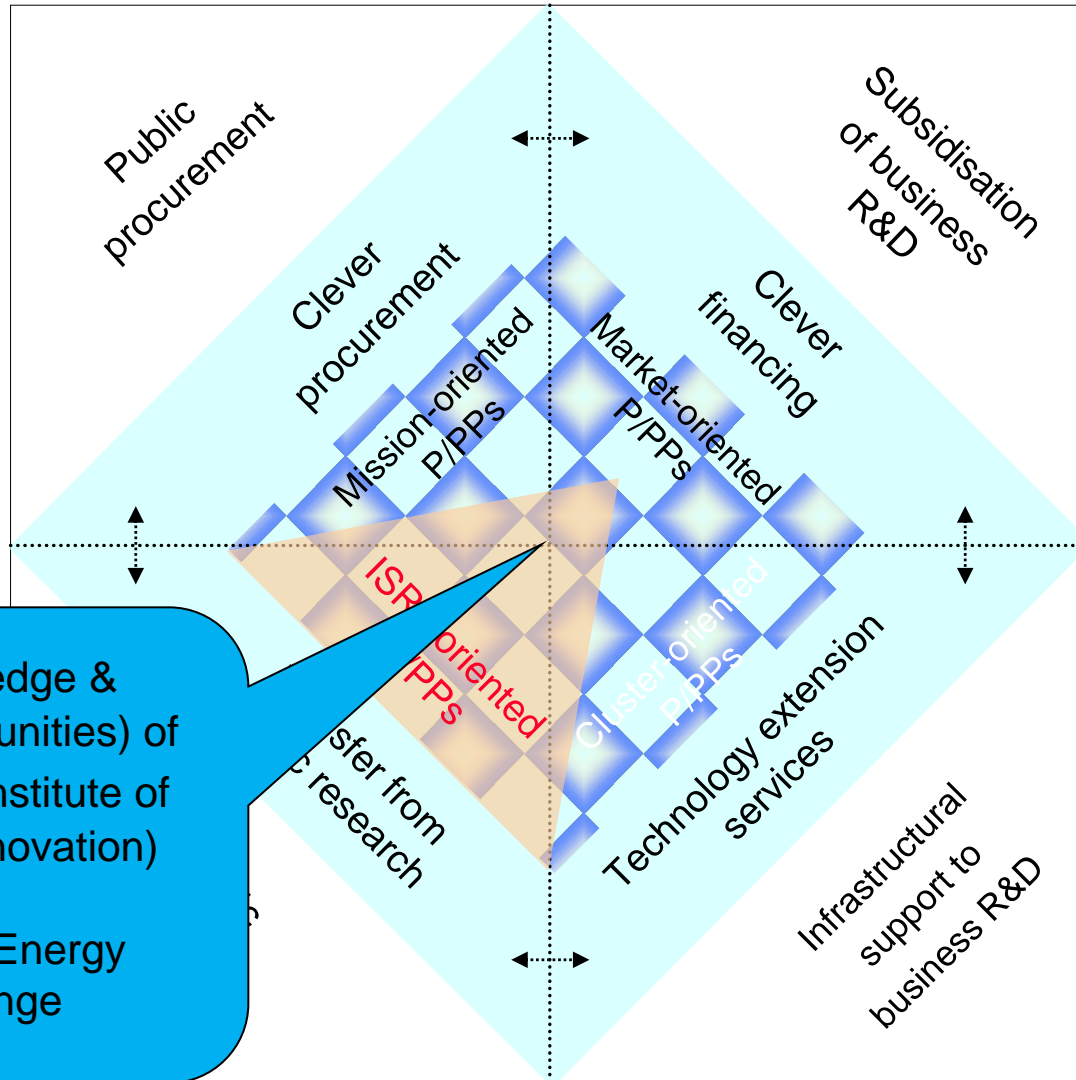 Public
procurement
Subsidisation
of business
R&D
Clever
procurement
Clever
financing
Mission-oriented
P/PPs
Market-oriented
P/PPs
oriented
/PPs
Cluster-oriented
P/PPs
edge &
unities) of
nstitute of
novation)
Energy
nge
sfer from
c research
Technology extension
services
Infrastructural
support to
business R&D